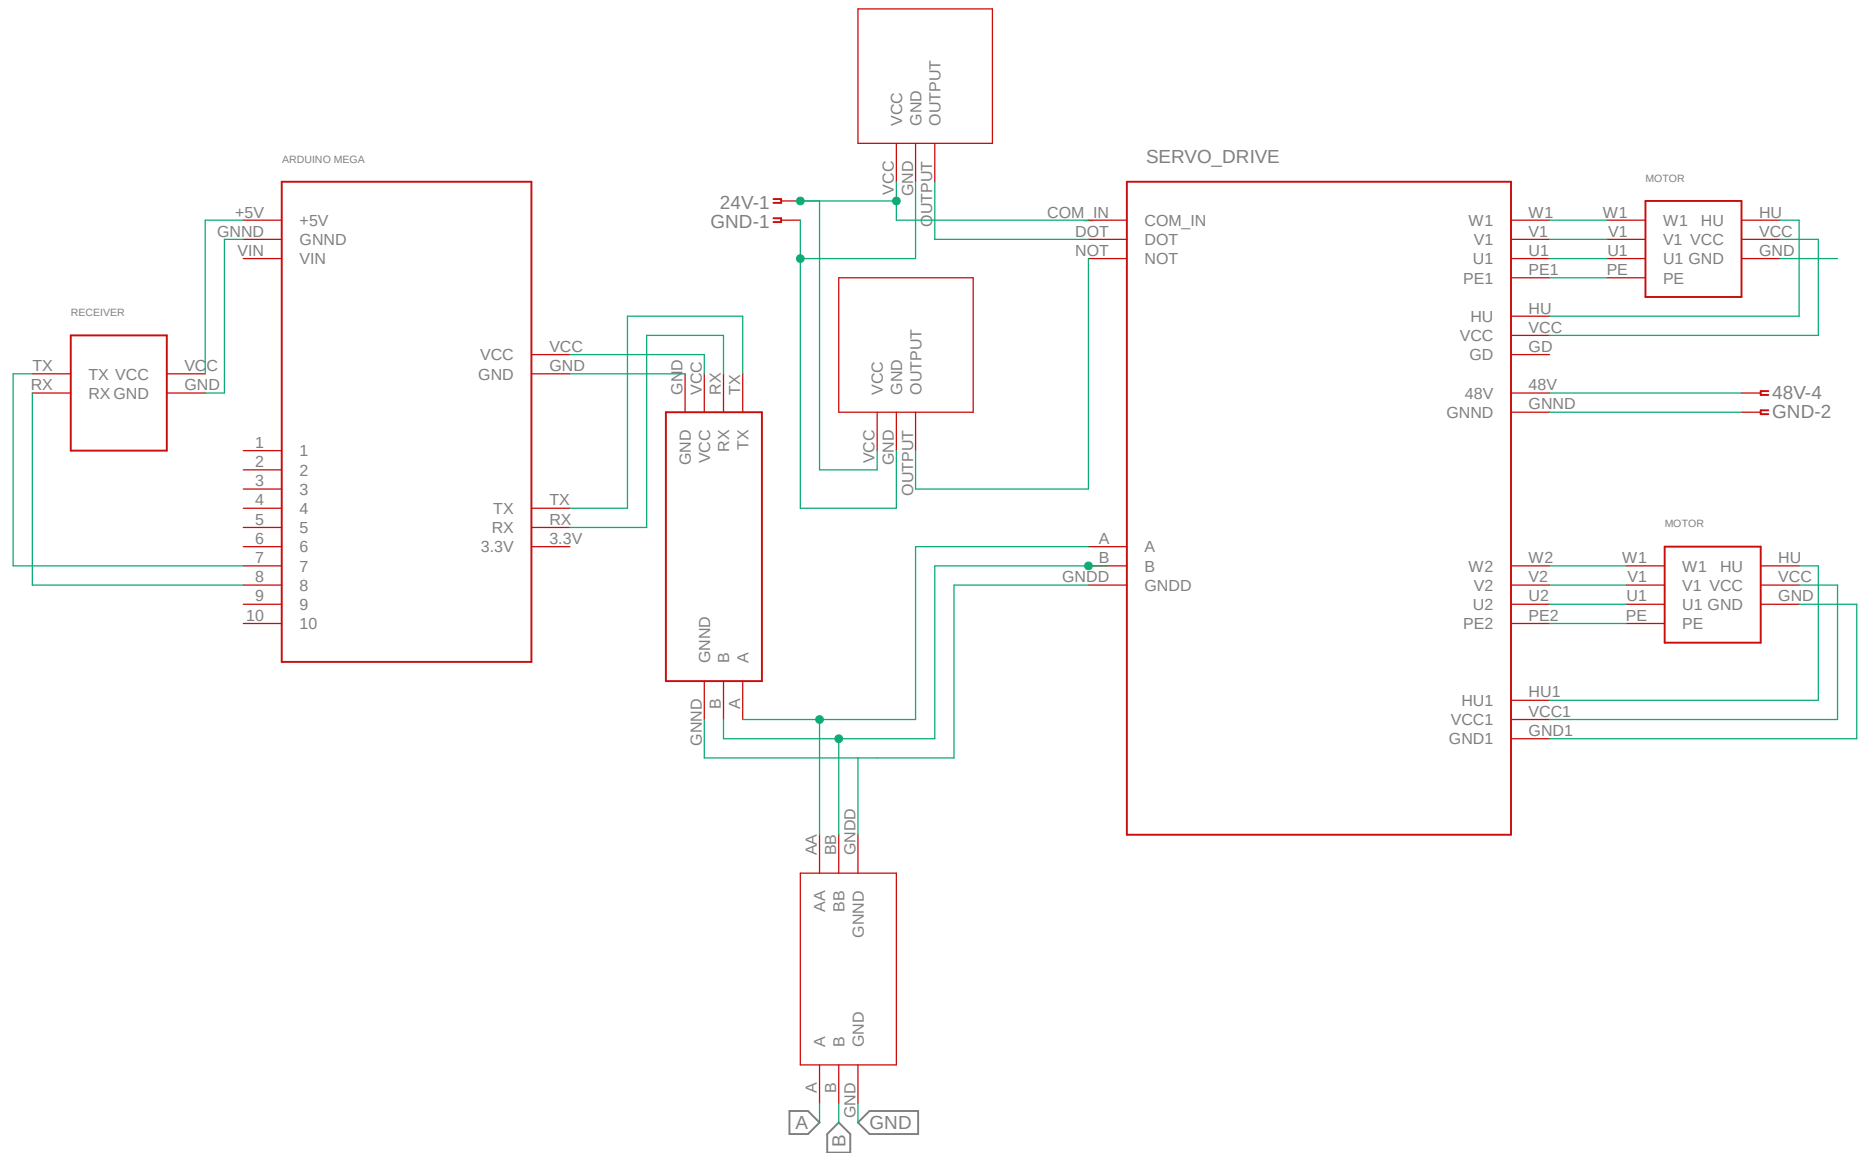 VCC
GND
OUTPUT
VCC
GND
OUTPUT
ARDUINO MEGA
+5V
GNND
VIN
+5V
GNND
VIN
RECEIVER
TX
RX
TX VCC
RX GND
VCC
GND
1
2
3
4
5
6
7
8
9
10
1
2
3
4
5
6
7
8
9
10
VCC
GND
VCC
GND
TX
RX
3.3V
TX
RX
3.3V
GND
VCC
RX
TX
GND
VCC
RX
TX
GNND
B
A
GNND
B
A
24V-1
GND-1
VCC
GND
OUTPUT
VCC
GND
OUTPUT
SERVO_DRIVE
COM_IN
DOT
NOT
COM_IN
DOT
NOT
A
B
GNDD
A
B
GNDD
W1
V1
U1
PE1
HU
VCC
GD
48V
GNND
W1
V1
U1
PE1
HU
VCC
GD
48V
GNND
48V-4
GND-2
MOTOR
W1
V1
U1
PE
W1 HU
V1 VCC
U1 GND
PE
HU
VCC
GND
W2
V2
U2
PE2
W2
V2
U2
PE2
MOTOR
W1
V1
U1
PE
W1 HU
V1 VCC
U1 GND
PE
HU
VCC
GND
HU1
VCC1
GND1
HU1
VCC1
GND1
AA
BB
GNDD
AA
BB
GNND
A
B
GND
A
B
GND
A
B
GND